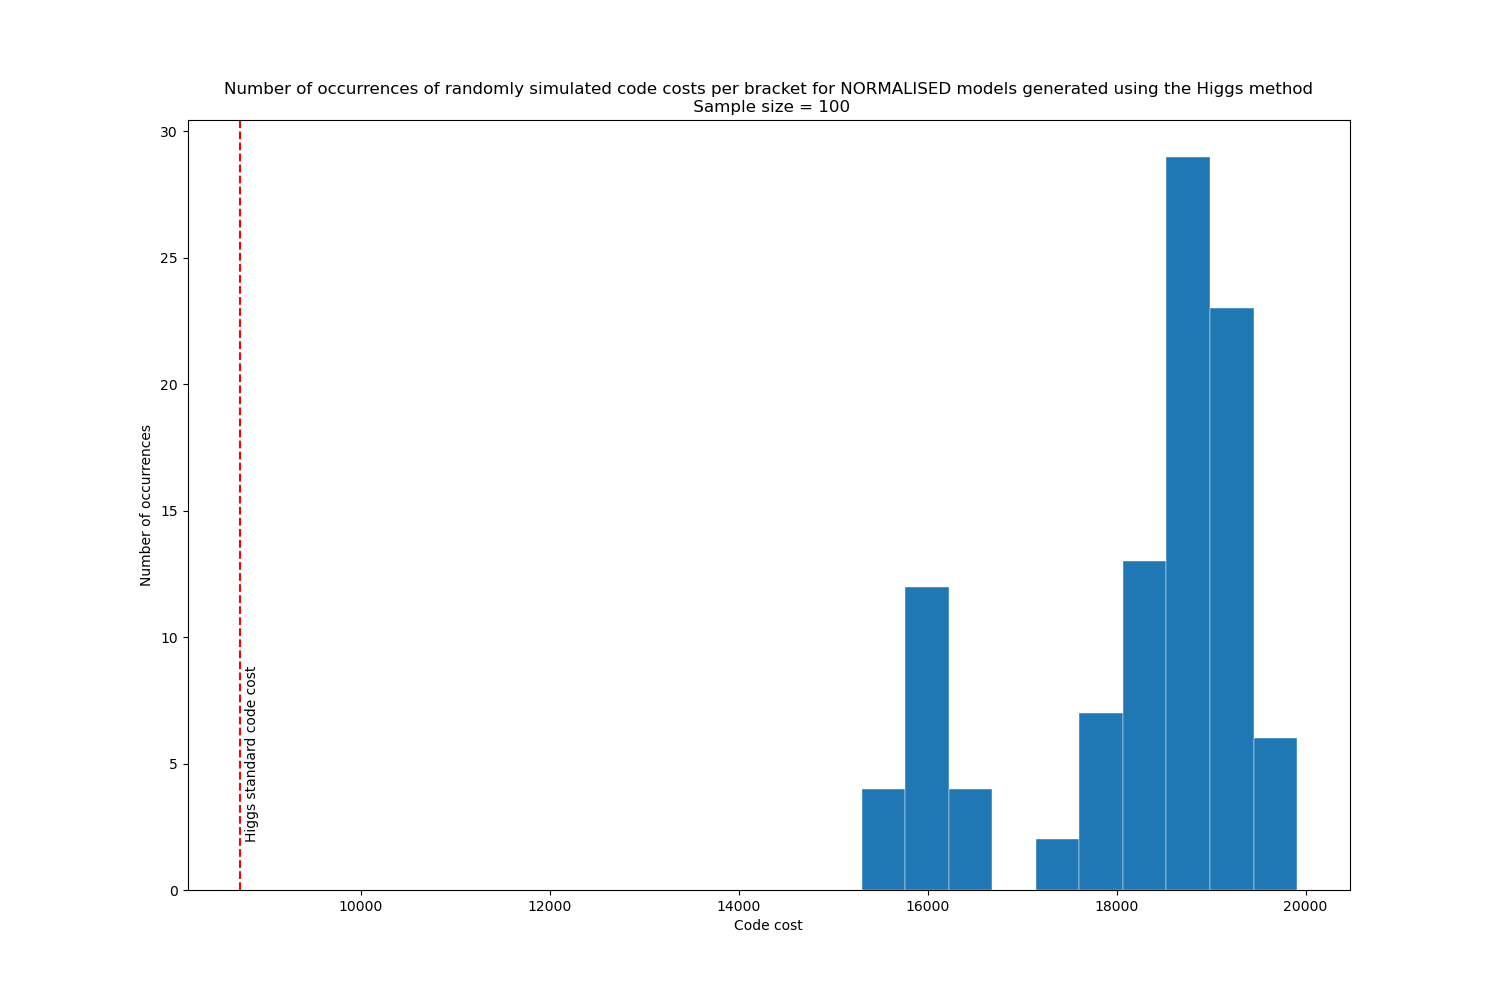 Number of occurrences of randomly simulated code costs per bracket for NORMALISED models generated using the Higgs method
Sample size = 100
30
25
20
15
10
5
0
Number of occurrences
Higgs standard code cost
10000
12000
14000
16000
18000
20000
Code cost